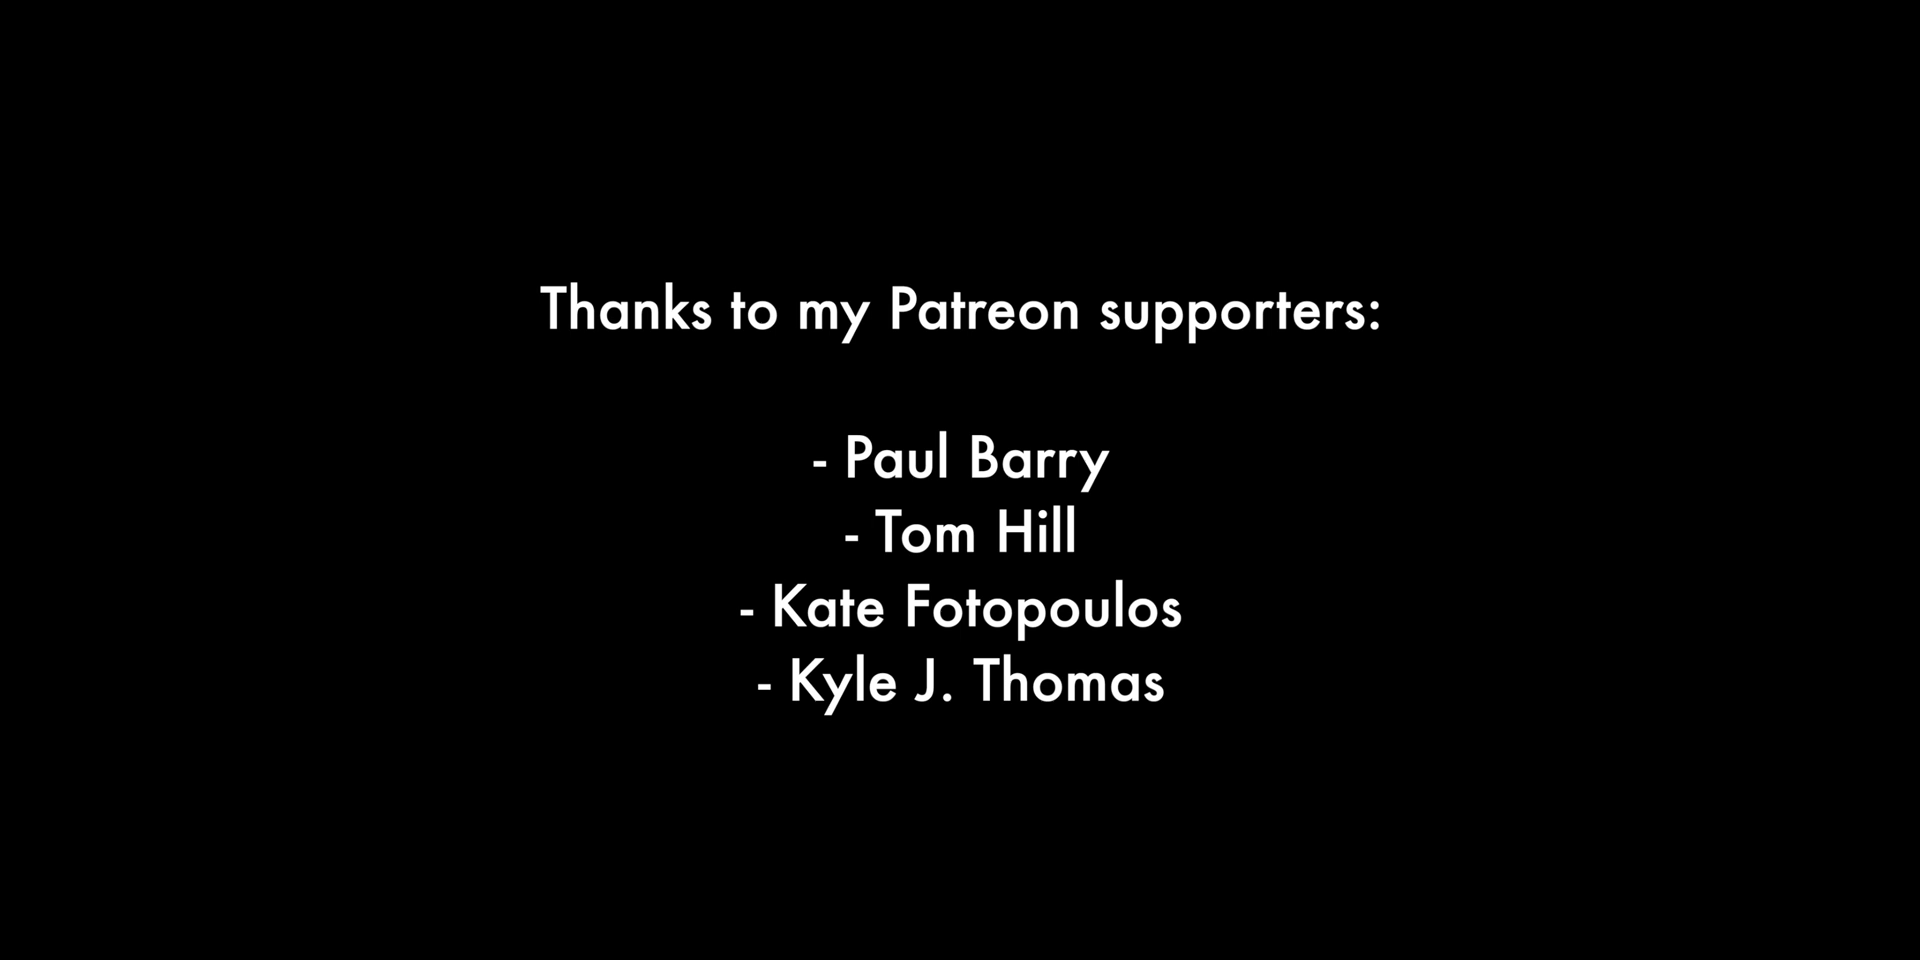 Thanks to my Patreon supporters:
- Paul Barry
- Tom Hill
- Kate Fotopoulos
- Kyle J. Thomas